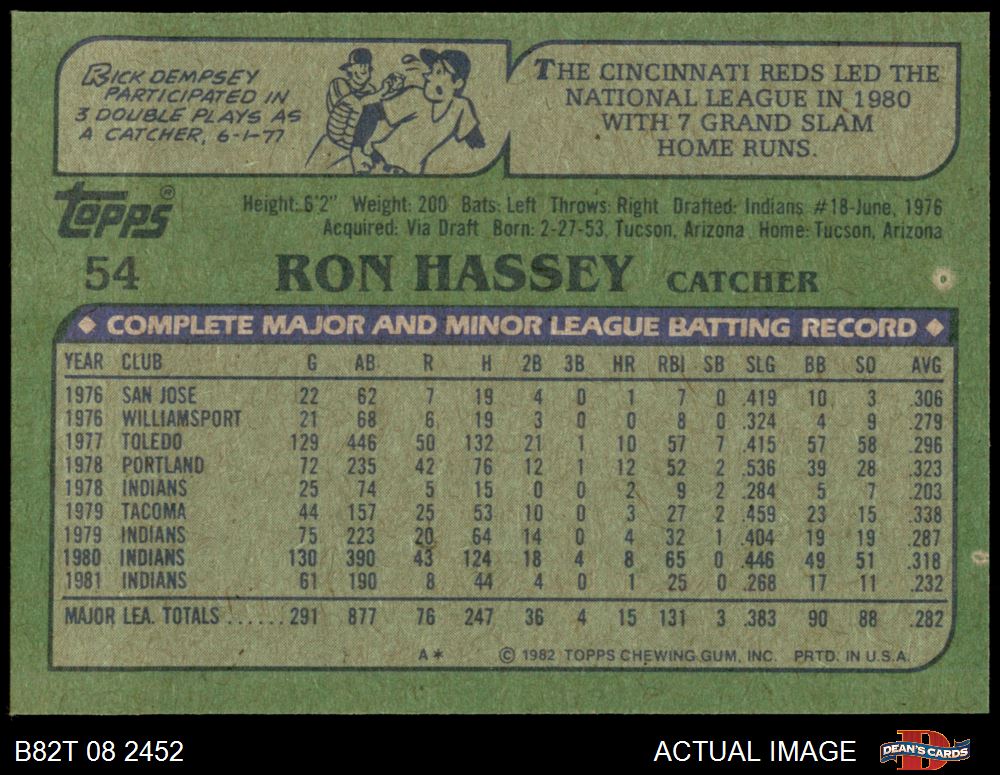 RICK DEMPSEY
PARTICIPATED IN
3 DOUBLE PLAYS AS
A CATCHER, 6-1-77
THE CINCINNATI REDS LED THE
NATIONAL LEAGUE IN 1980
WITH 7 GRAND SLAM
HOME RUNS.
Topps®
Height: 6'2" Weight: 200 Bats: Left Throws: Right Drafted: Indians #18-June, 1976
Acquired: Via Draft Born: 2-27-53, Tucson, Arizona Home: Tucson, Arizona
54 RON HASSEY CATCHER
◆ COMPLETE MAJOR AND MINOR LEAGUE BATTING RECORD ◆
YEAR CLUB G AB R H 2B 3B HR RBI SB SLG BB SO AVG
1976 SAN JOSE 22 62 7 19 4 0 1 7 0 .419 10 3 .306
1976 WILLIAMSPORT 21 68 6 19 3 0 0 8 0 .324 4 9 .279
1977 TOLEDO 129 446 50 132 21 1 10 57 7 .415 57 58 .296
1978 PORTLAND 72 235 42 76 12 1 12 52 2 .536 39 28 .323
1978 INDIANS 25 74 5 15 0 0 2 9 2 .284 5 7 .203
1979 TACOMA 44 157 25 53 10 0 3 27 2 .459 23 15 .338
1979 INDIANS 75 223 20 64 14 0 4 32 1 .404 19 19 .287
1980 INDIANS 130 390 43 124 18 4 8 65 0 .446 49 51 .318
1981 INDIANS 61 190 8 44 4 0 1 25 0 .268 17 11 .232
MAJOR LEA. TOTALS ...... 291 877 76 247 36 4 15 131 3 .383 90 88 .282
A* © 1982 TOPPS CHEWING GUM, INC. PRTD. IN U.S.A.
B82T 08 2452 ACTUAL IMAGE D DEAN'S CARDS